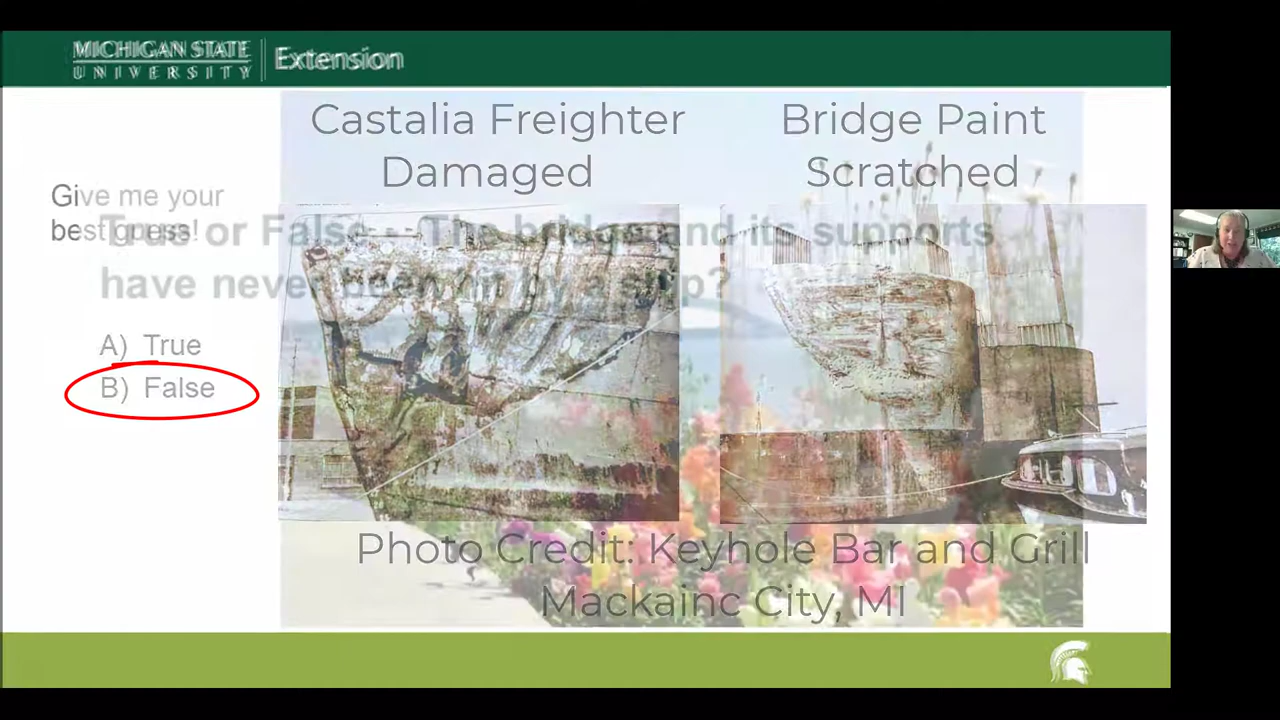 MICHIGAN STATE
UNIVERSITY
Extension
Castalia Freighter
Damaged
Bridge Paint
Scratched
Give me your
best guess!
True or False - The bridge and its supports
have never been hit by a ship?
A) True
B) False
Photo Credit: Keyhole Bar and Grill
Mackainc City, MI